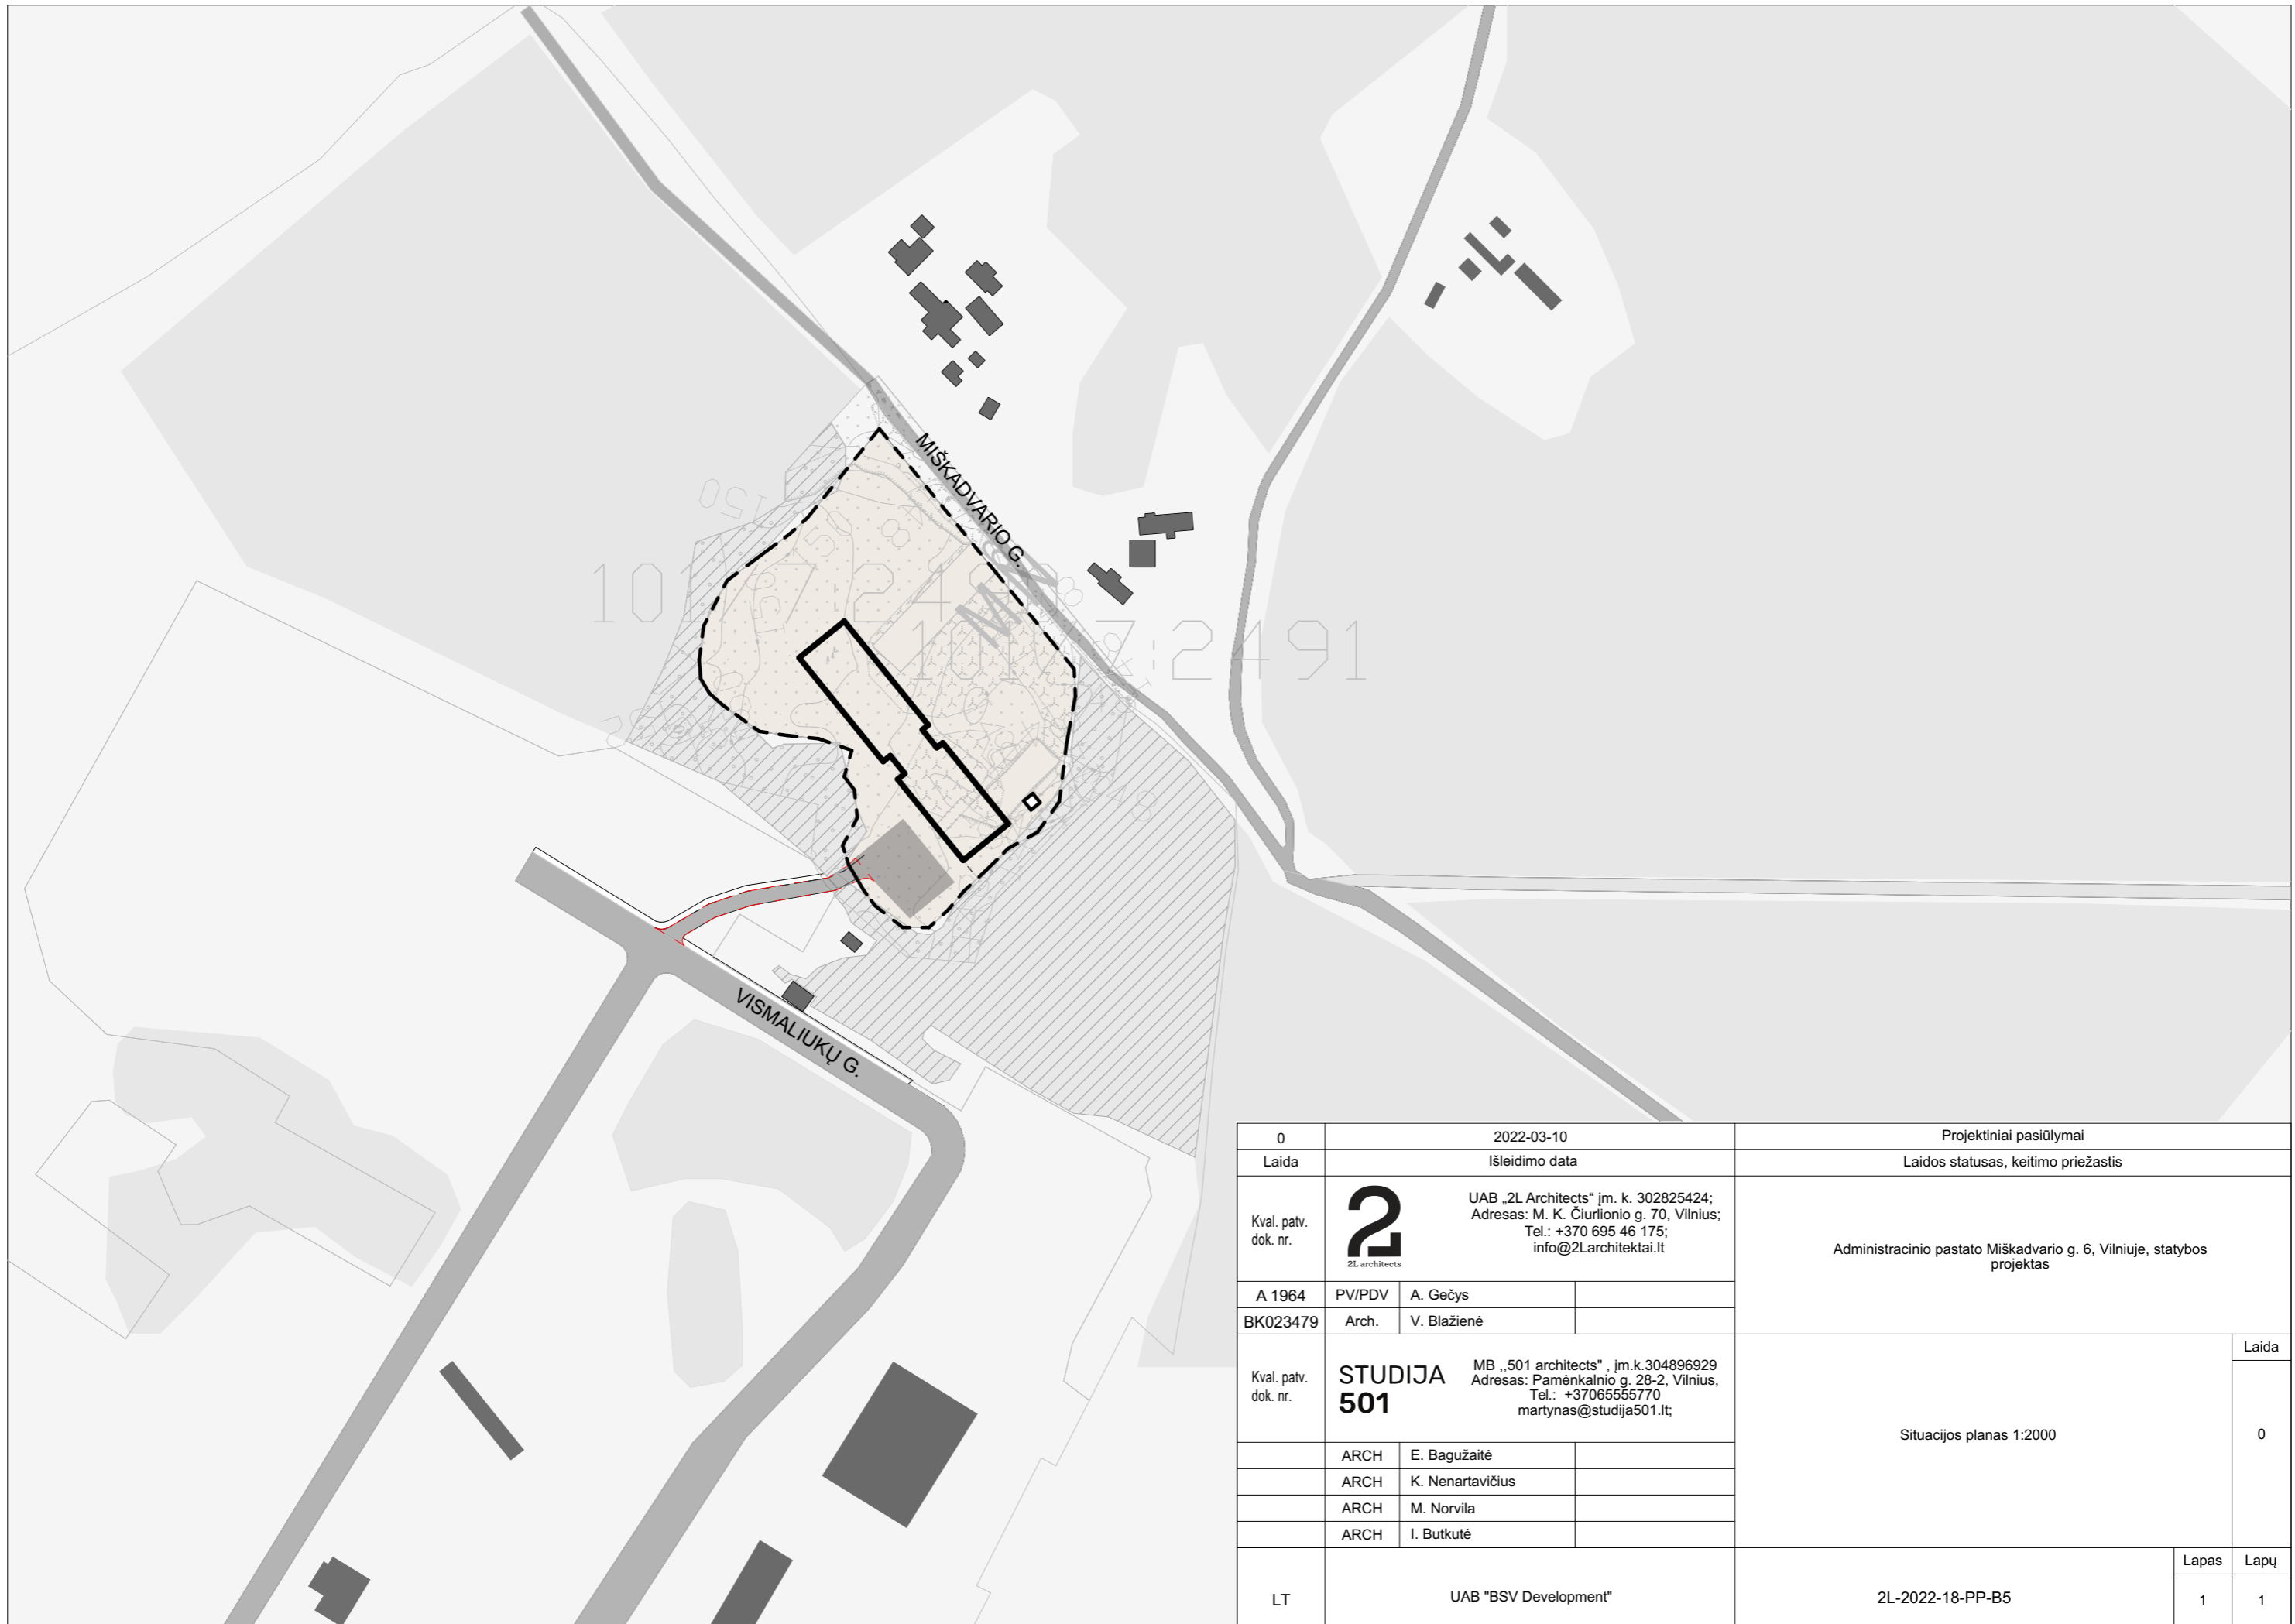 MIŠKADVARIO G.
10177:2491
VISMALIUKŲ G.
0
2022-03-10
Projektiniai pasiūlymai
Laida
Išleidimo data
Laidos statusas, keitimo priežastis
Kval. patv.
dok. nr.
2L architects
UAB „2L Architects“ įm. k. 302825424;
Adresas: M. K. Čiurlionio g. 70, Vilnius;
Tel.: +370 695 46 175;
info@2Larchitektai.lt
Administracinio pastato Miškadvario g. 6, Vilniuje, statybos
projektas
A 1964
PV/PDV
A. Gečys
BK023479
Arch.
V. Blažienė
Kval. patv.
dok. nr.
STUDIJA
501
MB ,,501 architects" , įm.k.304896929
Adresas: Pamėnkalnio g. 28-2, Vilnius,
Tel.: +37065555770
martynas@studija501.lt;
Situacijos planas 1:2000
Laida
0
ARCH
E. Bagužaitė
ARCH
K. Nenartavičius
ARCH
M. Norvila
ARCH
I. Butkutė
LT
UAB "BSV Development"
2L-2022-18-PP-B5
Lapas
Lapų
1
1